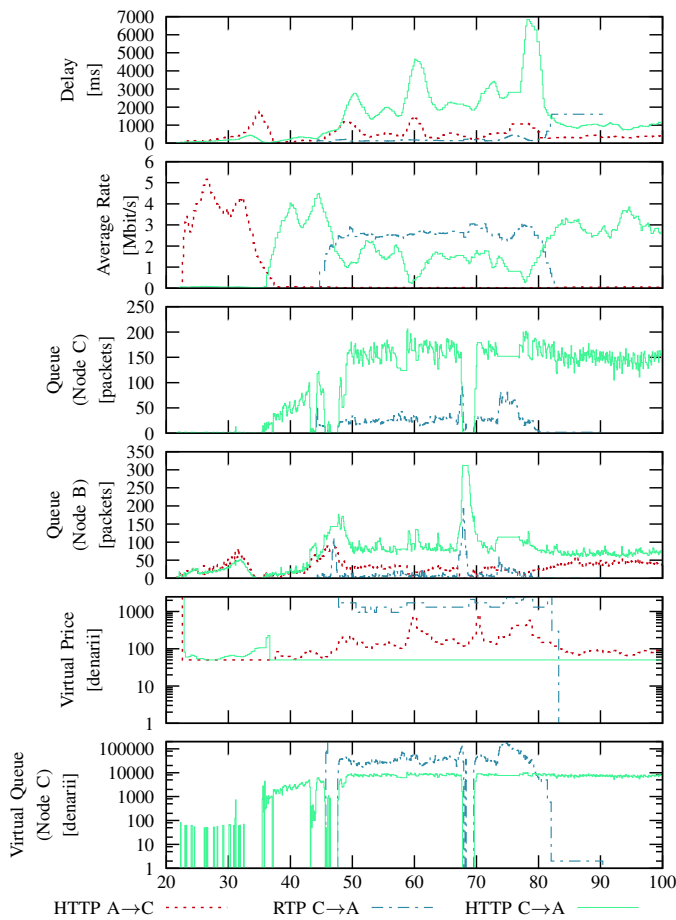 7000
6000
5000
4000
3000
2000
1000
0
Delay
[ms]
6
5
4
3
2
1
0
Average Rate
[Mbit/s]
250
200
150
100
50
0
Queue
(Node C)
[packets]
350
300
250
200
150
100
50
0
Queue
(Node B)
[packets]
1000
100
10
1
Virtual Price
[denarii]
100000
10000
1000
100
10
1
Virtual Queue
(Node C)
[denarii]
20 30 40 50 60 70 80 90 100
HTTP A→C RTP C→A HTTP C→A